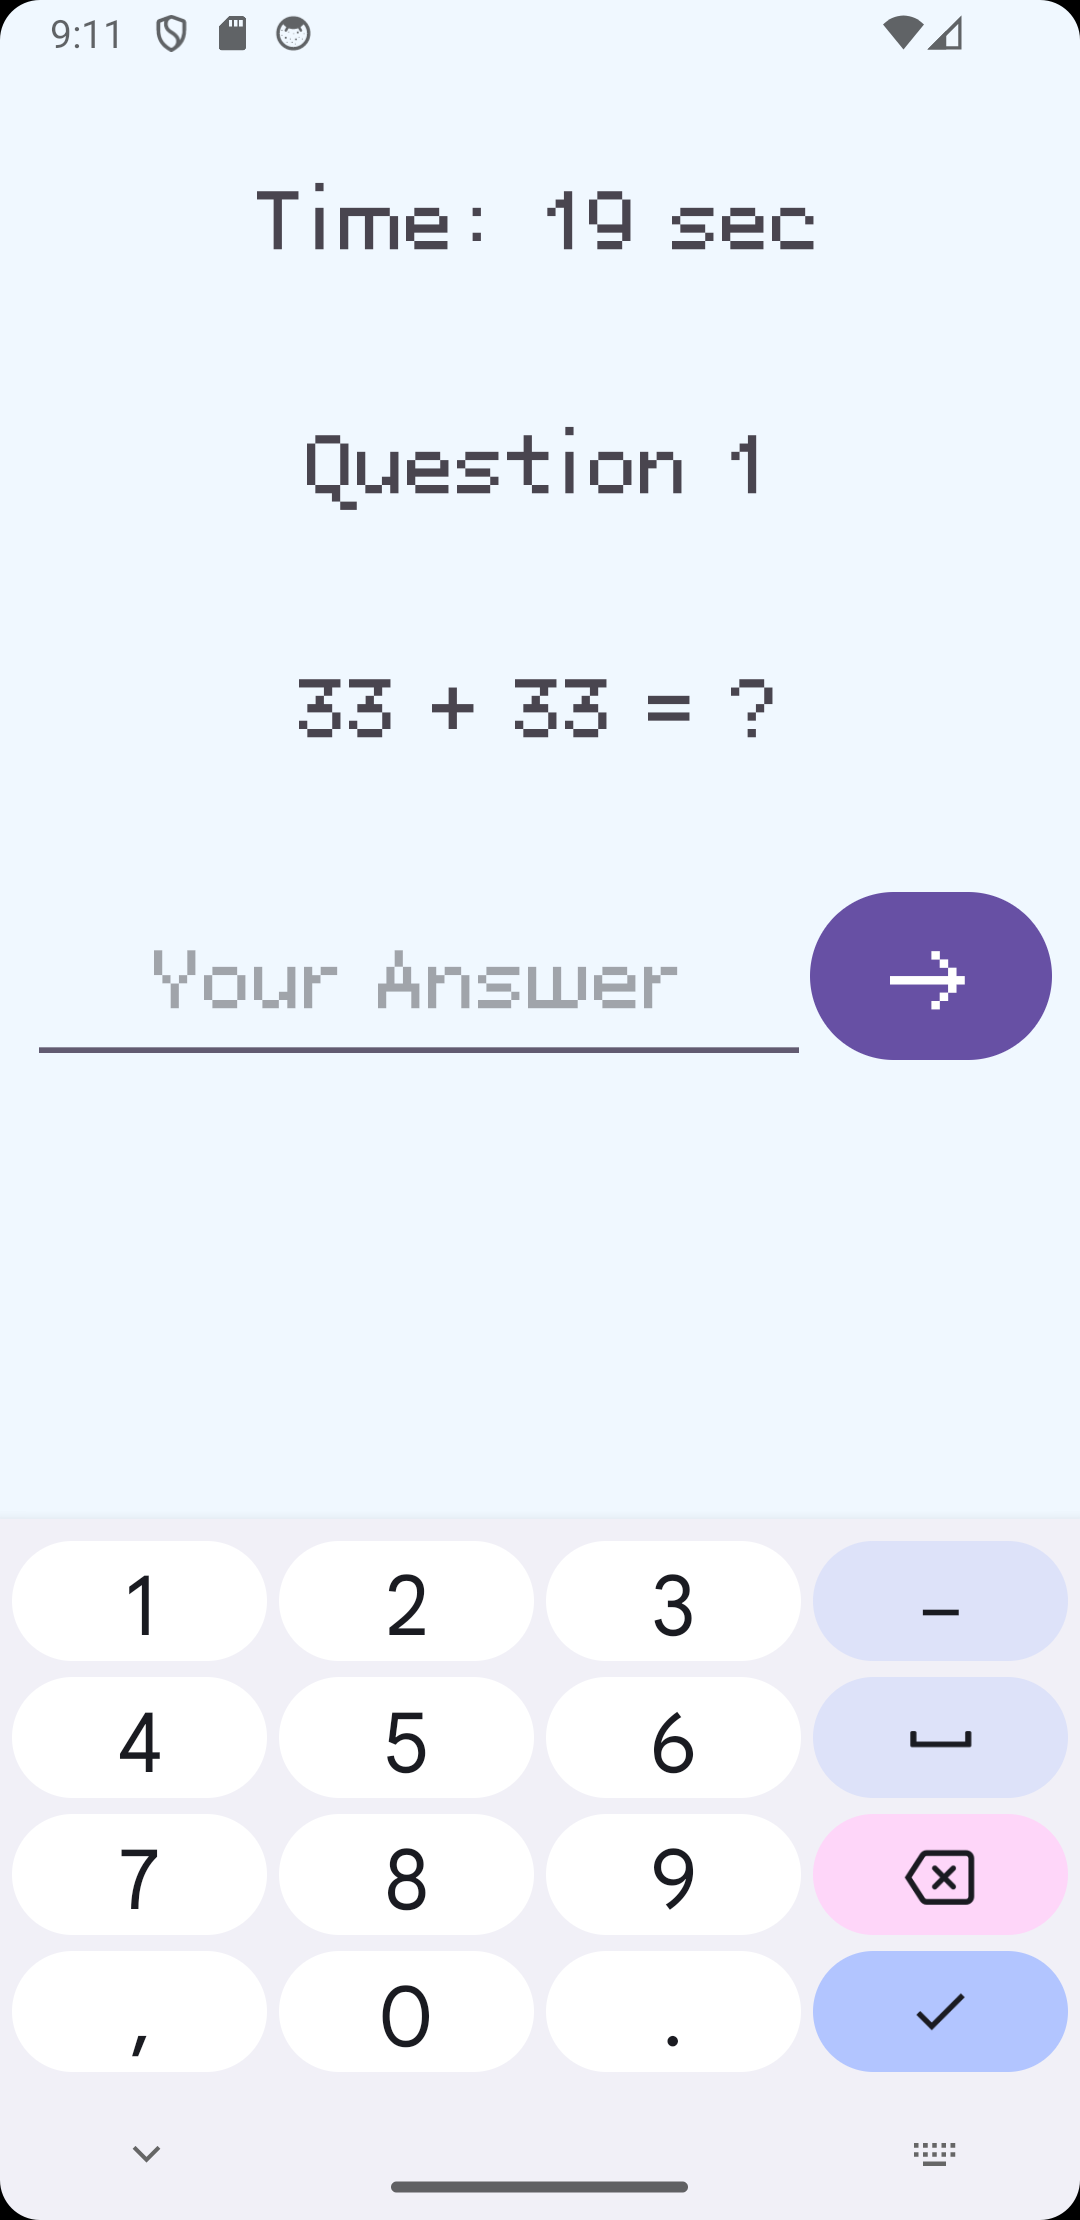 9:11
Time: 19 sec
Question 1
33 + 33 = ?
Your Answer →
1 2 3 –
4 5 6
7 8 9
, 0 .